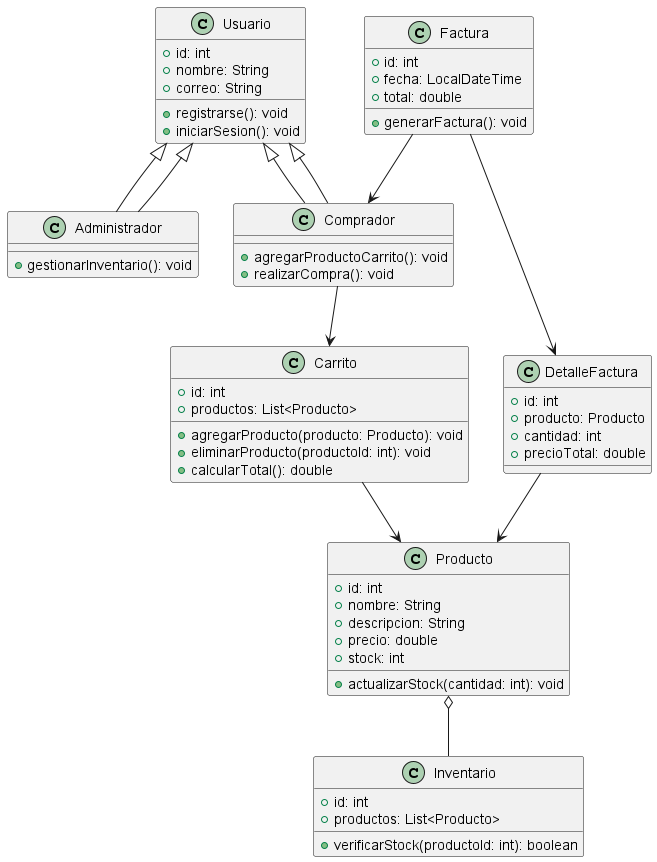 C Usuario
id: int
nombre: String
correo: String
registrarse(): void
iniciarSesion(): void
C Factura
id: int
fecha: LocalDateTime
total: double
generarFactura(): void
C Administrador
gestionarInventario(): void
C Comprador
agregarProductoCarrito(): void
realizarCompra(): void
C Carrito
id: int
productos: List<Producto>
agregarProducto(producto: Producto): void
eliminarProducto(productoId: int): void
calcularTotal(): double
C DetalleFactura
id: int
producto: Producto
cantidad: int
precioTotal: double
C Producto
id: int
nombre: String
descripcion: String
precio: double
stock: int
actualizarStock(cantidad: int): void
C Inventario
id: int
productos: List<Producto>
verificarStock(productoId: int): boolean